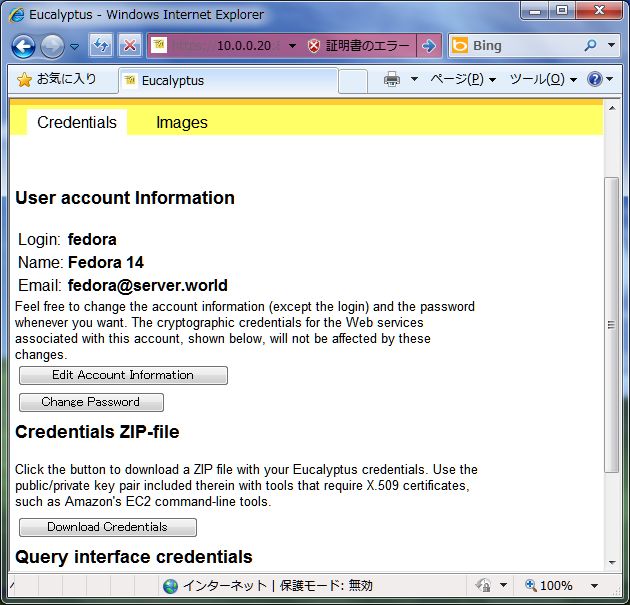 Eucalyptus - Windows Internet Explorer
10.0.0.20
証明書のエラー
Bing
お気に入り
Eucalyptus
ページ(P)
ツール(O)
Credentials
Images
User account Information
Login: fedora
Name: Fedora 14
Email: fedora@server.world
Feel free to change the account information (except the login) and the password
whenever you want. The cryptographic credentials for the Web services
associated with this account, shown below, will not be affected by these
changes.
Edit Account Information
Change Password
Credentials ZIP-file
Click the button to download a ZIP file with your Eucalyptus credentials. Use the
public/private key pair included therein with tools that require X.509 certificates,
such as Amazon's EC2 command-line tools.
Download Credentials
Query interface credentials
インターネット | 保護モード: 無効
100%